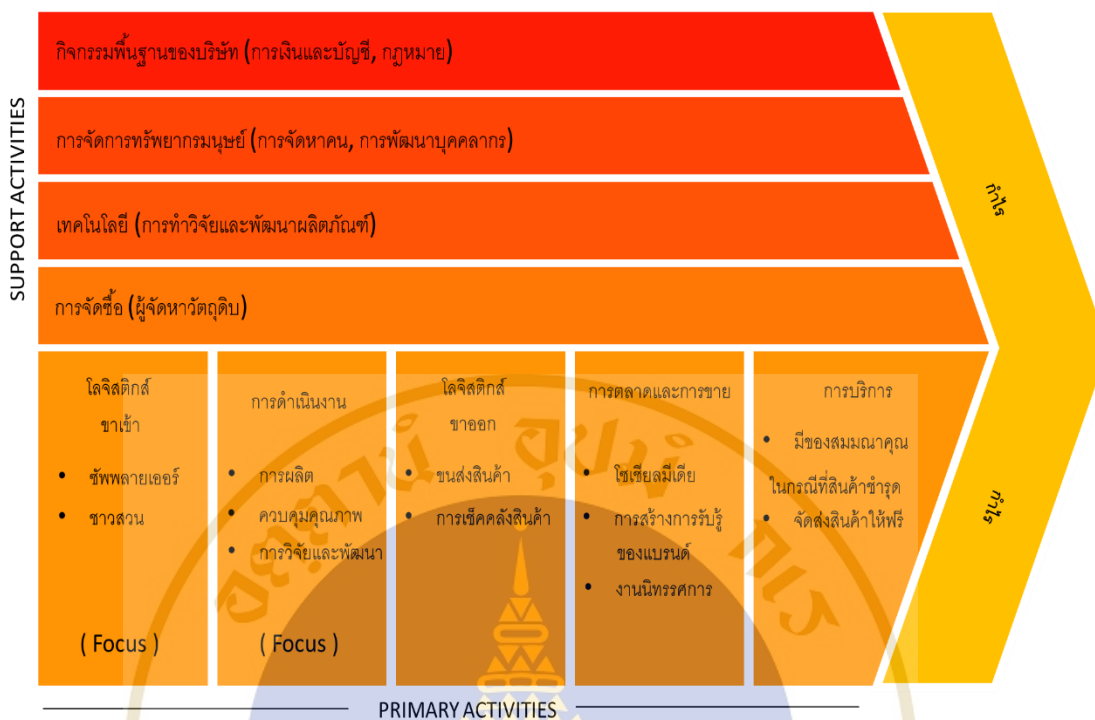 SUPPORT ACTIVITIES
กิจกรรมพื้นฐานของบริษัท (การเงินและบัญชี, กฎหมาย)
การจัดการทรัพยากรมนุษย์ (การจัดหาคน, การพัฒนาบุคคลากร)
เทคโนโลยี (การทำวิจัยและพัฒนาผลิตภัณฑ์)
การจัดซื้อ (ผู้จัดหาวัตถุดิบ)
กำไร
กำไร
โลจิสติกส์
ขาเข้า
• ซัพพลายเออร์
• ชาวสวน
( Focus )
การดำเนินงาน
• การผลิต
• ควบคุมคุณภาพ
• การวิจัยและพัฒนา
( Focus )
โลจิสติกส์
ขาออก
• ขนส่งสินค้า
• การเช็คคลังสินค้า
การตลาดและการขาย
• โซเชียลมีเดีย
• การสร้างการรับรู้
ของแบรนด์
• งานนิทรรศการ
การบริการ
• มีของสมมณาคุณ
ในกรณีที่สินค้าชำรุด
• จัดส่งสินค้าให้ฟรี
PRIMARY ACTIVITIES